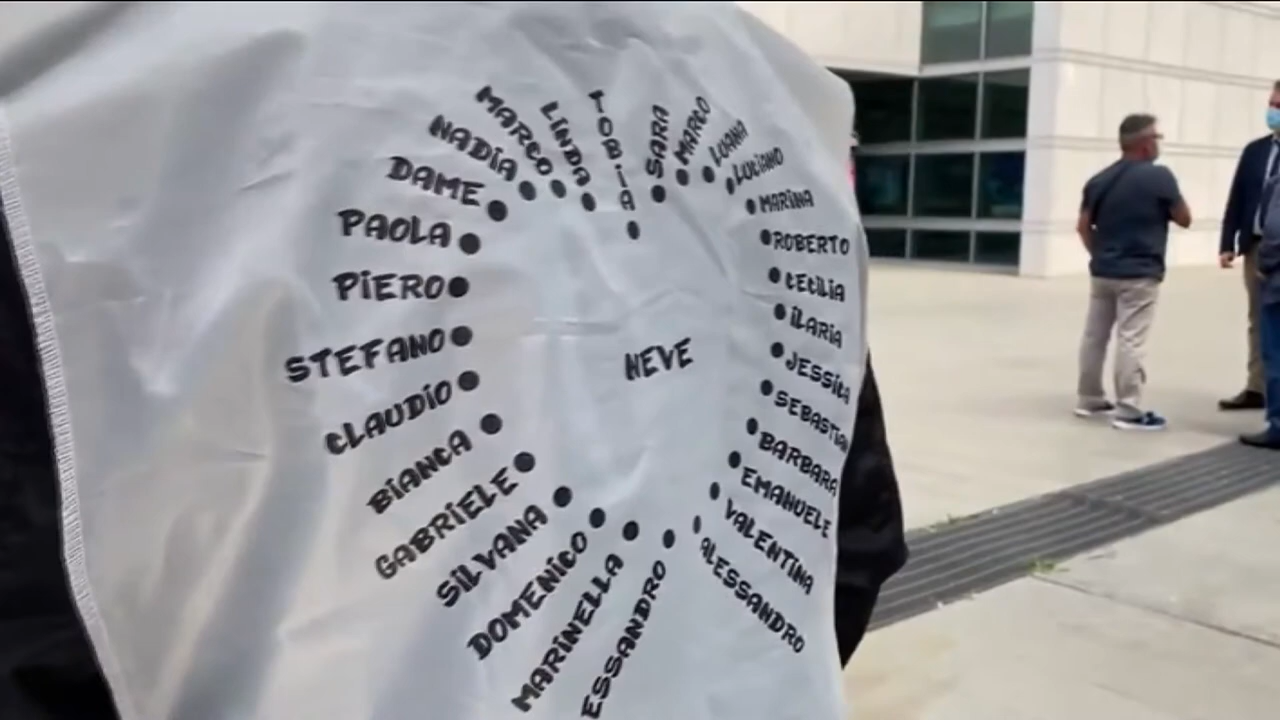 TOBiA
SARA
MARCO
LUANA
LUCiANO
MARiNA
ROBERTO
CECiLiA
iLARiA
JESSiCA
SEBASTiAN
BARBARA
EMANUELE
VALENTiNA
ALESSANDRO
ESSANDRO
MARiNELLA
DOMENiCO
SiLVANA
GABRiELE
BiANCA
CLAUDiO
STEFANO
PiERO
PAOLA
DAME
NADiA
MARCO
LiNDA
NEVE